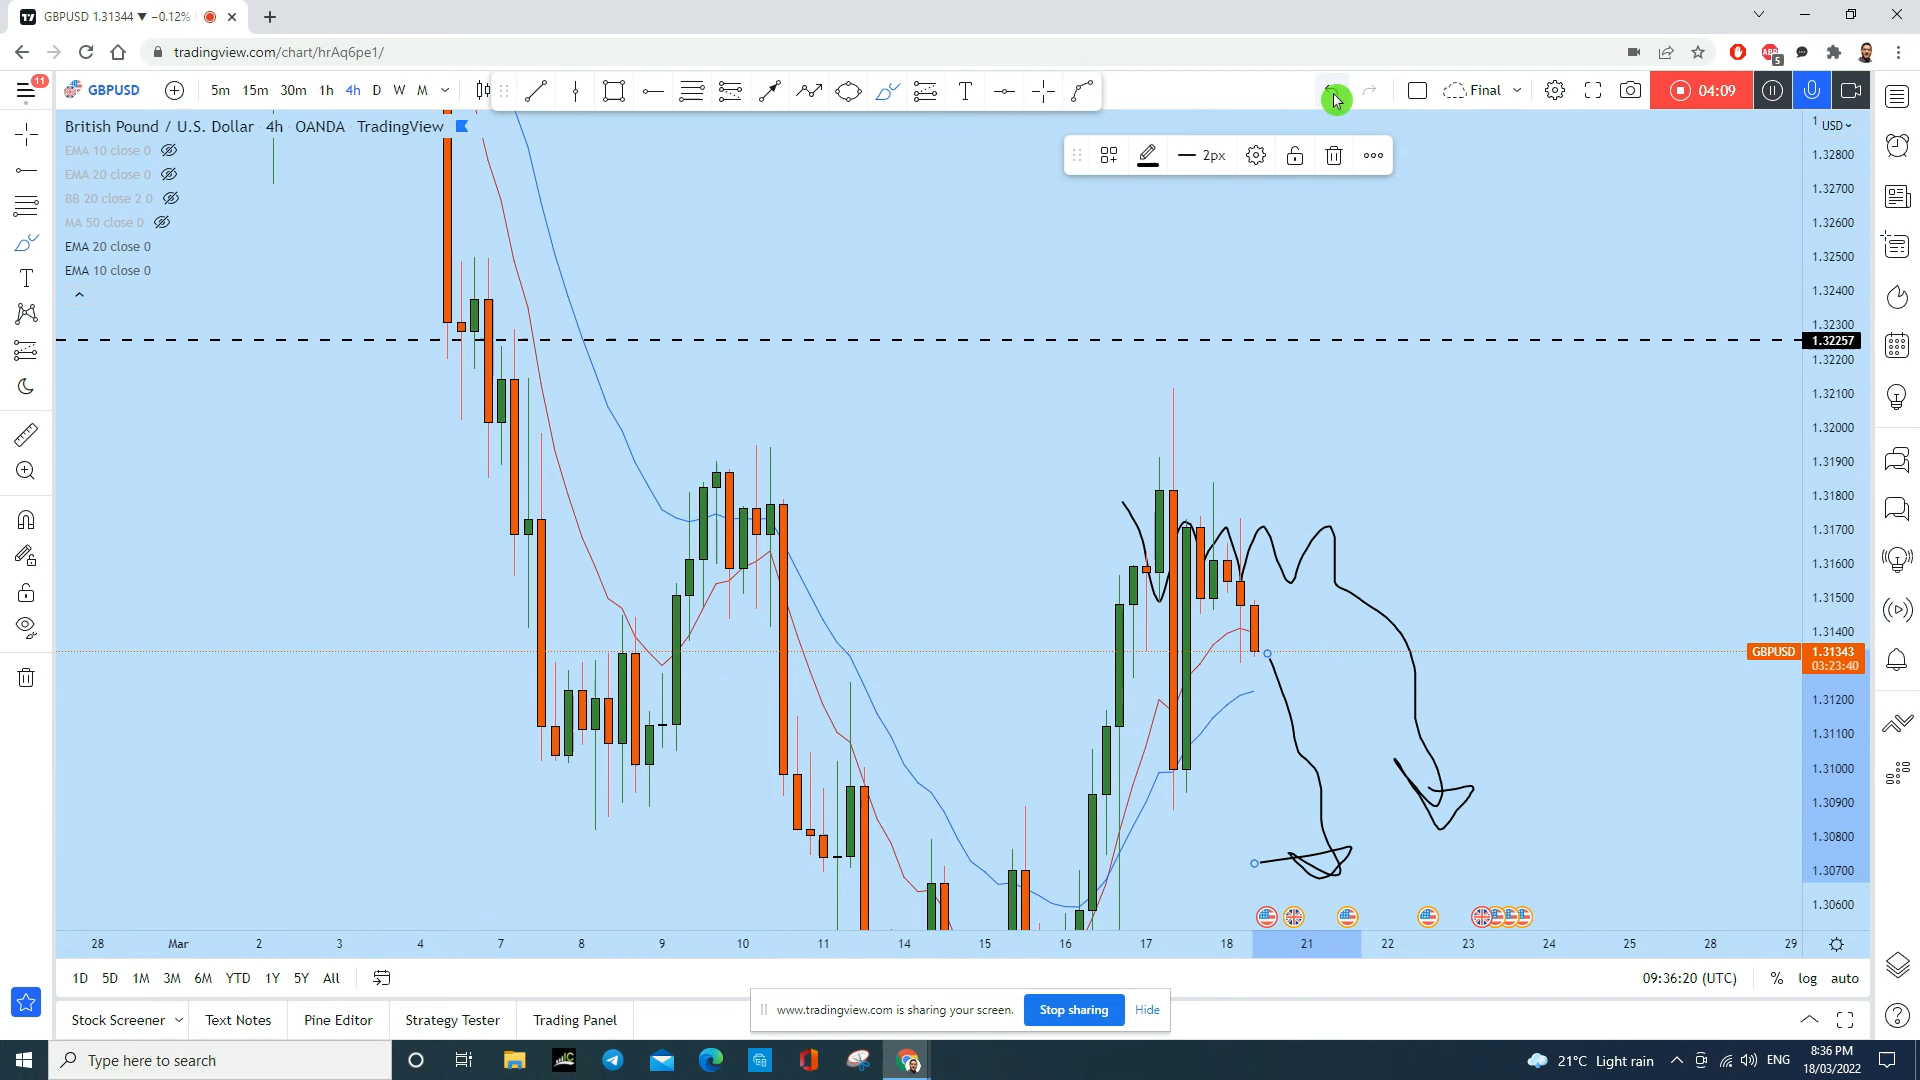 GBPUSD 1.31344 ▼ −0.12%
tradingview.com/chart/hrAq6pe1/
ABP
5
11
GBPUSD
5m 15m 30m 1h 4h D W M
Final
04:09
British Pound / U.S. Dollar 4h OANDA TradingView
EMA 10 close 0
EMA 20 close 0
BB 20 close 2 0
MA 50 close 0
EMA 20 close 0
EMA 10 close 0
2px
USD
1.32800
1.32700
1.32600
1.32500
1.32400
1.32300
1.32257
1.32200
1.32100
1.32000
1.31900
1.31800
1.31700
1.31600
1.31500
1.31400
GBPUSD 1.31343
03:23:40
1.31200
1.31100
1.31000
1.30900
1.30800
1.30700
1.30600
28 Mar 2 3 4 7 8 9 10 11 14 15 16 17 18 21 22 23 24 25 28 29
1D 5D 1M 3M 6M YTD 1Y 5Y All
09:36:20 (UTC) % log auto
Stock Screener Text Notes Pine Editor Strategy Tester Trading Panel
www.tradingview.com is sharing your screen. Stop sharing Hide
Type here to search
21°C Light rain
ENG
8:36 PM
18/03/2022